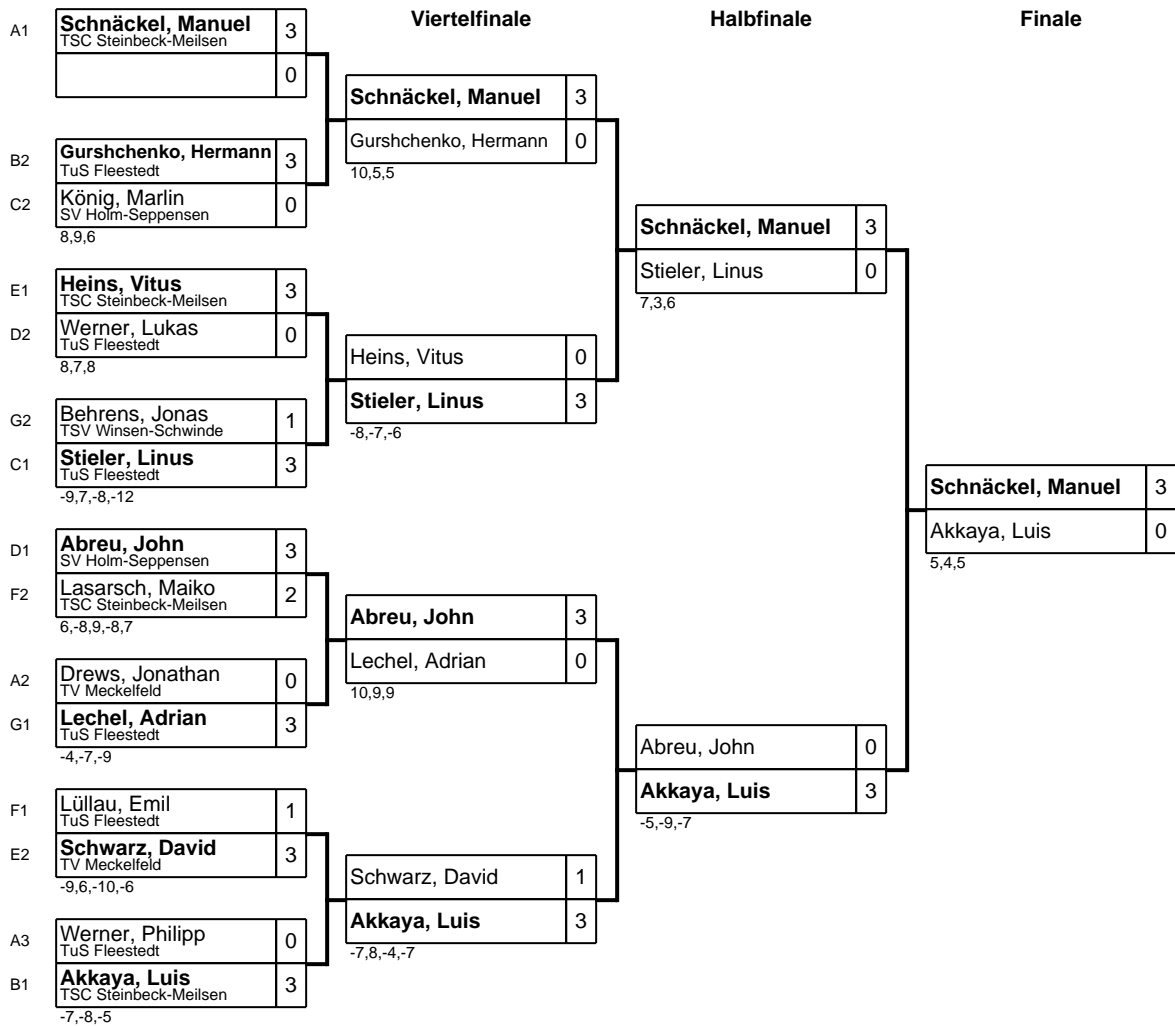 Viertelfinale
Halbfinale
Finale
A1
Schnäckel, Manuel 3
TSC Steinbeck-Meilsen
0
B2
Gurshchenko, Hermann 3
TuS Fleestedt
C2
König, Marlin 0
SV Holm-Seppensen
8,9,6
E1
Heins, Vitus 3
TSC Steinbeck-Meilsen
D2
Werner, Lukas 0
TuS Fleestedt
8,7,8
G2
Behrens, Jonas 1
TSV Winsen-Schwinde
C1
Stieler, Linus 3
TuS Fleestedt
-9,7,-8,-12
D1
Abreu, John 3
SV Holm-Seppensen
F2
Lasarsch, Maiko 2
TSC Steinbeck-Meilsen
6,-8,9,-8,7
A2
Drews, Jonathan 0
TV Meckelfeld
G1
Lechel, Adrian 3
TuS Fleestedt
-4,-7,-9
F1
Lüllau, Emil 1
TuS Fleestedt
E2
Schwarz, David 3
TV Meckelfeld
-9,6,-10,-6
A3
Werner, Philipp 0
TuS Fleestedt
B1
Akkaya, Luis 3
TSC Steinbeck-Meilsen
-7,-8,-5
Schnäckel, Manuel 3
Gurshchenko, Hermann 0
10,5,5
Heins, Vitus 0
Stieler, Linus 3
-8,-7,-6
Abreu, John 3
Lechel, Adrian 0
10,9,9
Schwarz, David 1
Akkaya, Luis 3
-7,8,-4,-7
Schnäckel, Manuel 3
Stieler, Linus 0
7,3,6
Abreu, John 0
Akkaya, Luis 3
-5,-9,-7
Schnäckel, Manuel 3
Akkaya, Luis 0
5,4,5